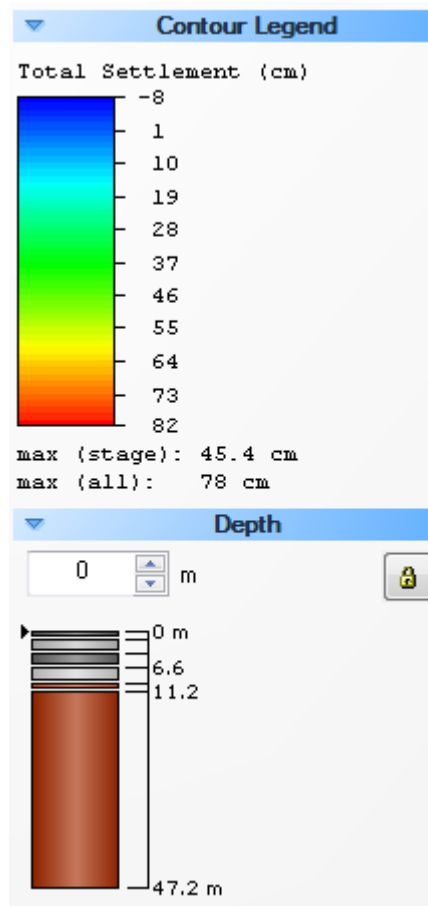 Contour Legend
Total Settlement (cm)
-8
1
10
19
28
37
46
55
64
73
82
max (stage): 45.4 cm
max (all): 78 cm
Depth
0 m
0 m
6.6
11.2
47.2 m